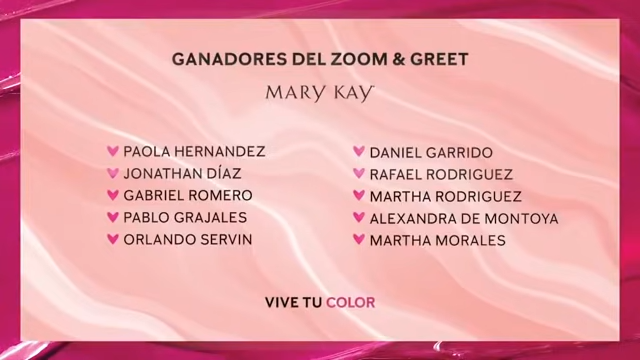 GANADORES DEL ZOOM & GREET
MARY KAY
PAOLA HERNANDEZ
JONATHAN DÍAZ
GABRIEL ROMERO
PABLO GRAJALES
ORLANDO SERVIN
DANIEL GARRIDO
RAFAEL RODRIGUEZ
MARTHA RODRIGUEZ
ALEXANDRA DE MONTOYA
MARTHA MORALES
VIVE TU COLOR